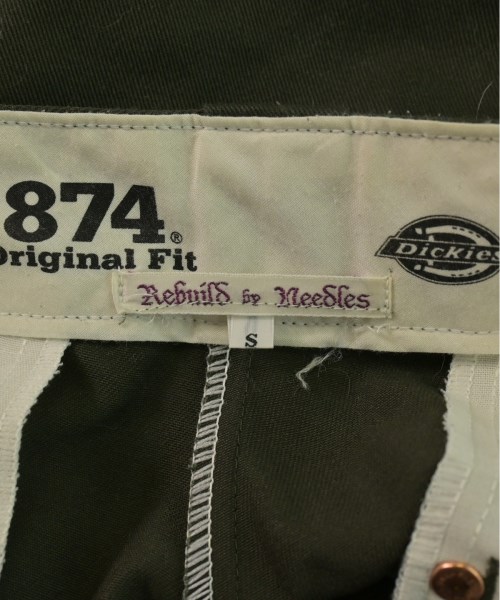 874®
Original Fit
Dickies
Rebuild by Needles
S